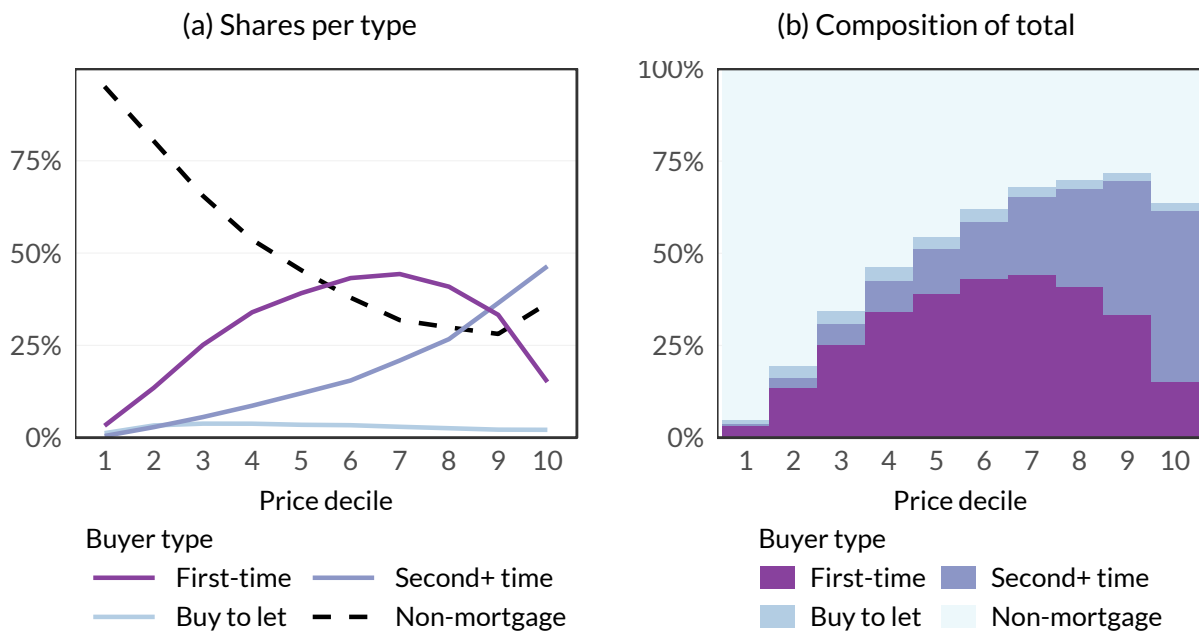 (a) Shares per type
75%
50%
25%
0%
1 2 3 4 5 6 7 8 9 10
Price decile
Buyer type
First-time Second+ time
Buy to let Non-mortgage
(b) Composition of total
100%
75%
50%
25%
0%
1 2 3 4 5 6 7 8 9 10
Price decile
Buyer type
First-time Second+ time
Buy to let Non-mortgage